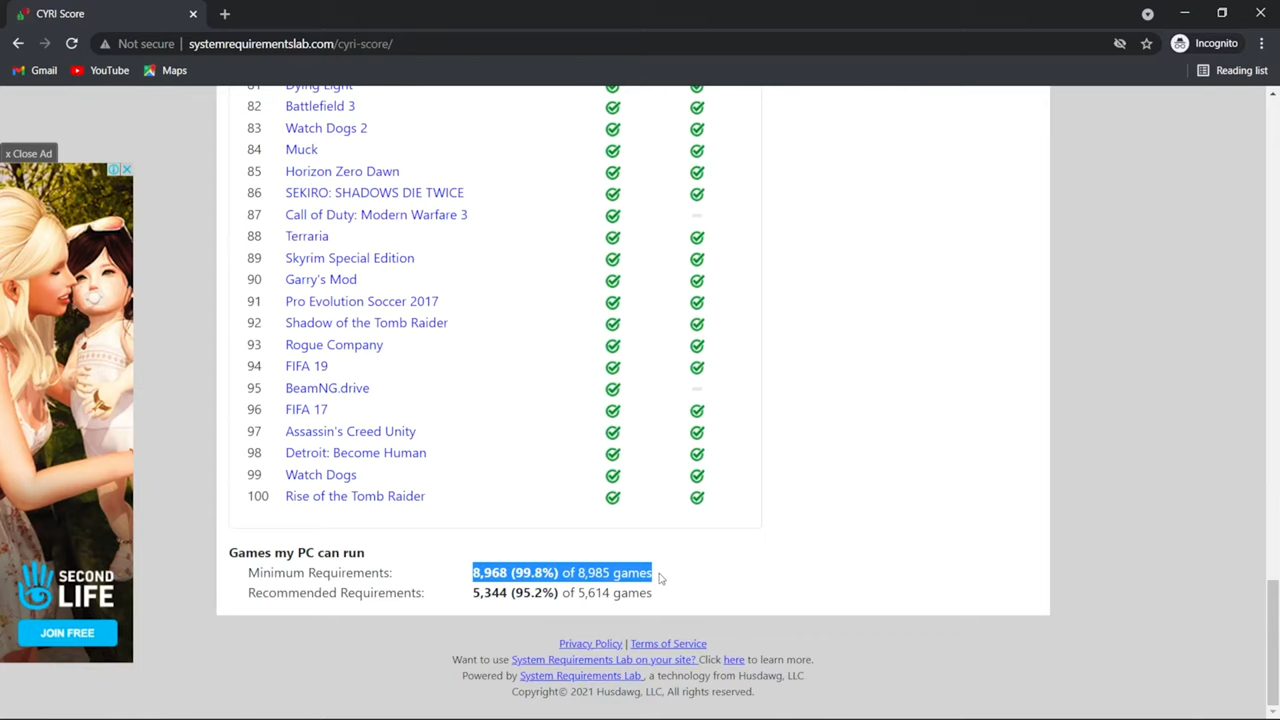 CYRI Score
Not secure | systemrequirementslab.com/cyri-score/
Incognito
Gmail
YouTube
Maps
Reading list
81 Dying Light
82 Battlefield 3
83 Watch Dogs 2
84 Muck
85 Horizon Zero Dawn
86 SEKIRO: SHADOWS DIE TWICE
87 Call of Duty: Modern Warfare 3
88 Terraria
89 Skyrim Special Edition
90 Garry's Mod
91 Pro Evolution Soccer 2017
92 Shadow of the Tomb Raider
93 Rogue Company
94 FIFA 19
95 BeamNG.drive
96 FIFA 17
97 Assassin's Creed Unity
98 Detroit: Become Human
99 Watch Dogs
100 Rise of the Tomb Raider
x Close Ad
SECOND
LIFE
JOIN FREE
Games my PC can run
Minimum Requirements: 8,968 (99.8%) of 8,985 games
Recommended Requirements: 5,344 (95.2%) of 5,614 games
Privacy Policy | Terms of Service
Want to use System Requirements Lab on your site? Click here to learn more.
Powered by System Requirements Lab , a technology from Husdawg, LLC
Copyright© 2021 Husdawg, LLC, All rights reserved.